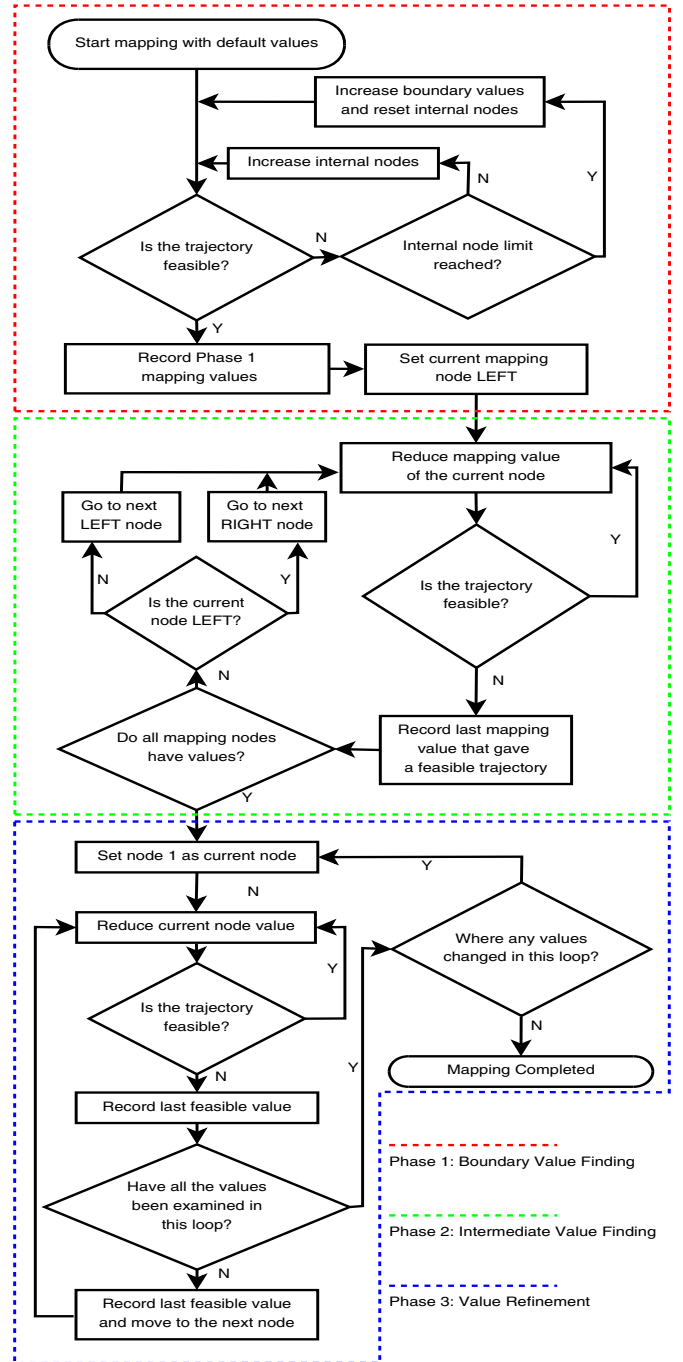 Start mapping with default values
Increase boundary values
and reset internal nodes
Increase internal nodes
N
Y
Is the trajectory
feasible?
N
Internal node limit
reached?
Y
Record Phase 1
mapping values
Set current mapping
node LEFT
Reduce mapping value
of the current node
Go to next
LEFT node
Go to next
RIGHT node
Y
N
Y
Is the current
node LEFT?
Is the trajectory
feasible?
N
N
Do all mapping nodes
have values?
Record last mapping
value that gave
a feasible trajectory
Y
Set node 1 as current node
Y
N
Reduce current node value
Where any values
changed in this loop?
Y
Is the trajectory
feasible?
N
Y
N
Mapping Completed
Record last feasible value
Have all the values
been examined in
this loop?
N
Record last feasible value
and move to the next node
Phase 1: Boundary Value Finding
Phase 2: Intermediate Value Finding
Phase 3: Value Refinement